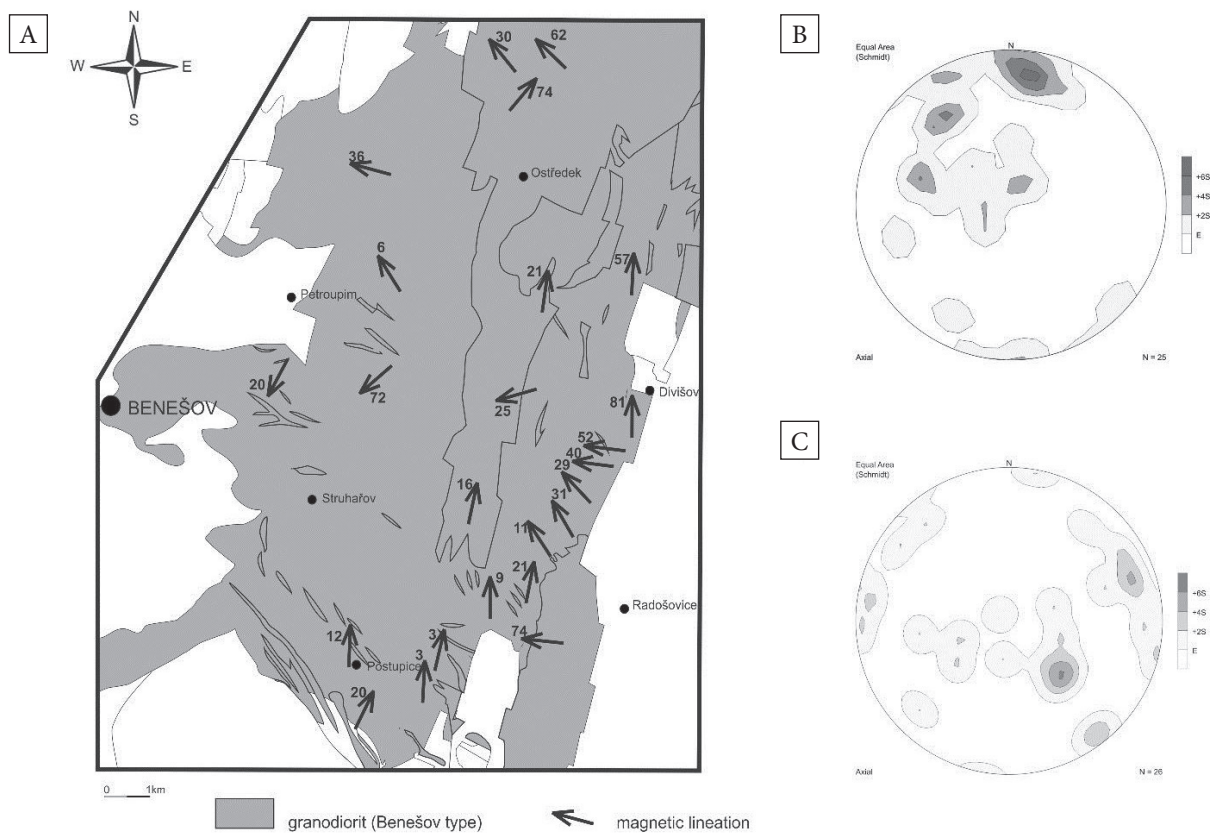 A
N
W E
S
30
62
74
36
Ostředek
6
21
57
Petroupim
20
72
25
81
Divišov
BENEŠOV
52
40
29
16
31
Struhařov
11
21
9
Radošovice
12
3
74
3
Postupice
20
0 1km
granodiorit (Benešov type)
magnetic lineation
B
Equal Area
(Schmidt)
N
+6S
+4S
+2S
E
Axial
N = 25
C
Equal Area
(Schmidt)
N
+6S
+4S
+2S
E
Axial
N = 26